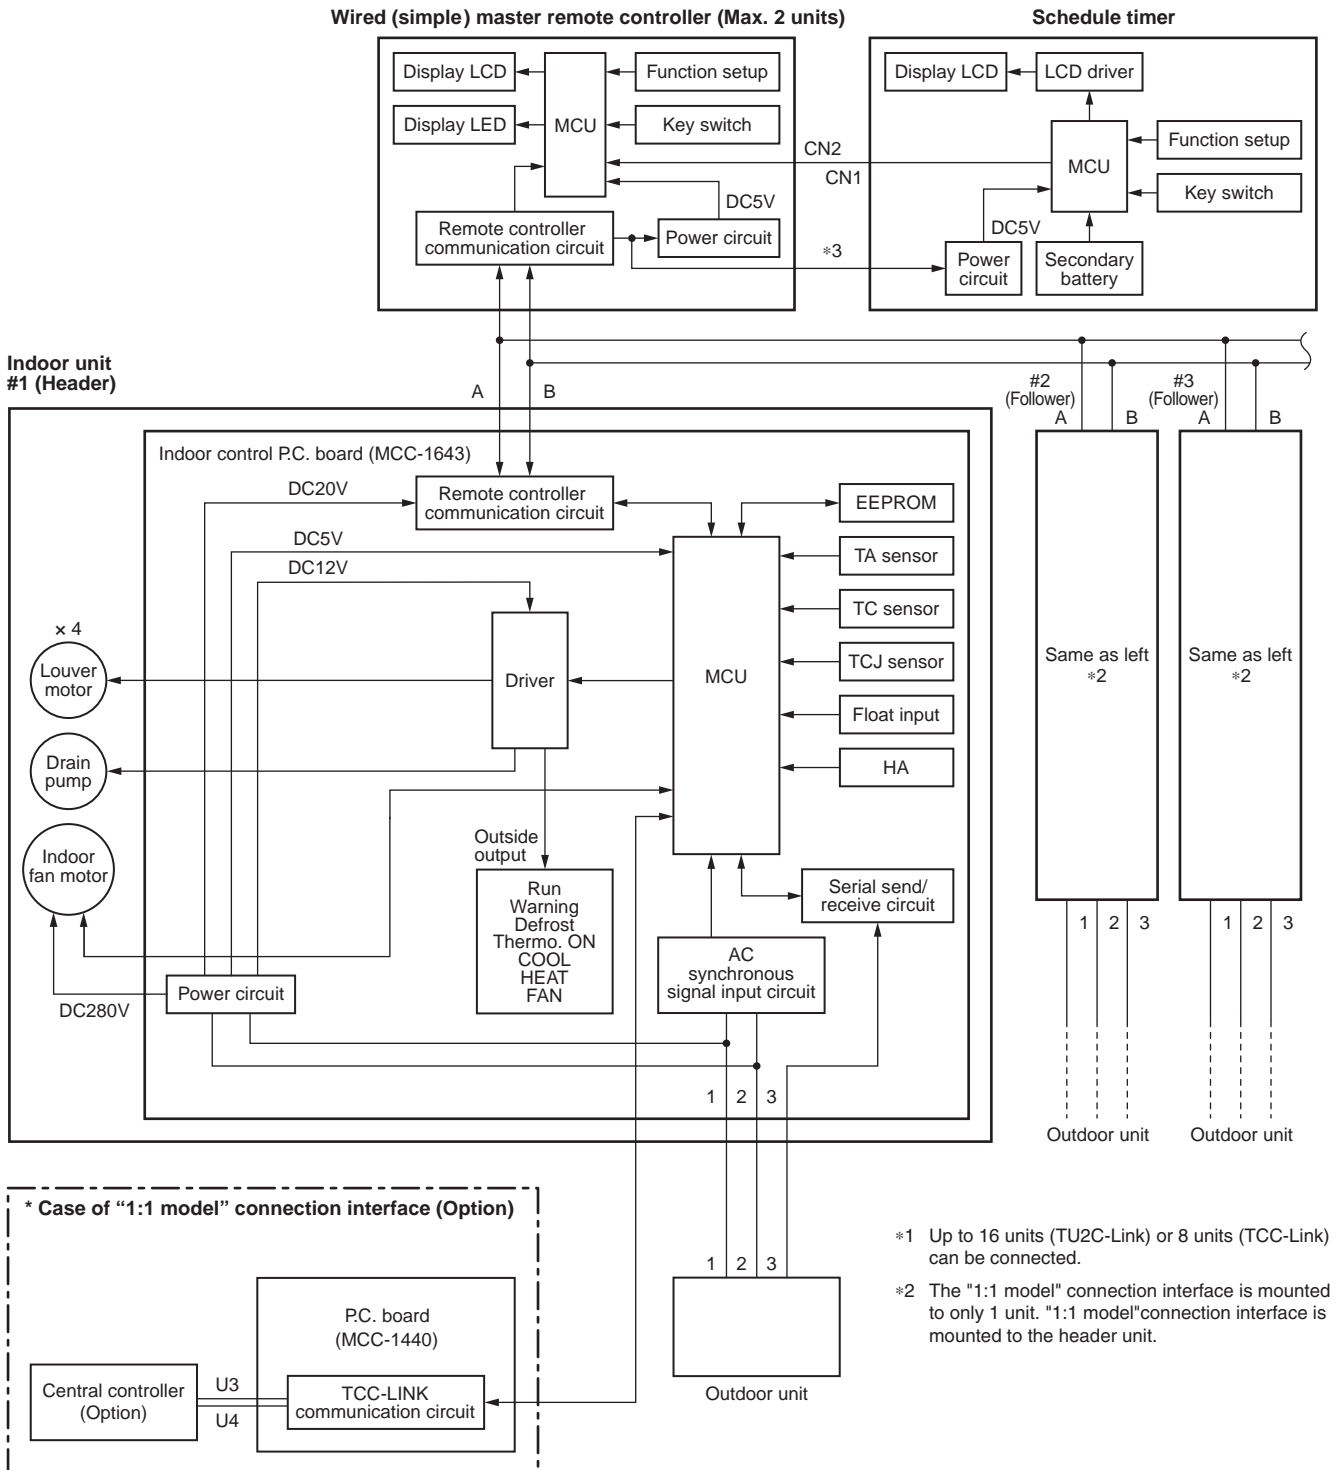 Wired (simple) master remote controller (Max. 2 units)
Schedule timer
Display LCD
Function setup
Display LED
MCU
Key switch
Display LCD
LCD driver
MCU
Function setup
Key switch
CN2
CN1
DC5V
Remote controller
communication circuit
Power circuit
*3
DC5V
Power
circuit
Secondary
battery
Indoor unit
#1 (Header)
A
B
#2
(Follower)
A
B
#3
(Follower)
A
B
Indoor control P.C. board (MCC-1643)
DC20V
Remote controller
communication circuit
DC5V
DC12V
EEPROM
TA sensor
TC sensor
TCJ sensor
Float input
HA
MCU
Driver
× 4
Louver
motor
Drain
pump
Indoor
fan motor
Outside
output
Run
Warning
Defrost
Thermo. ON
COOL
HEAT
FAN
Serial send/
receive circuit
AC
synchronous
signal input circuit
Power circuit
DC280V
1
2
3
Same as left
*2
Same as left
*2
1
2
3
1
2
3
Outdoor unit
Outdoor unit
* Case of “1:1 model” connection interface (Option)
P.C. board
(MCC-1440)
Central controller
(Option)
U3
U4
TCC-LINK
communication circuit
1
2
3
Outdoor unit
*1 Up to 16 units (TU2C-Link) or 8 units (TCC-Link)
can be connected.
*2 The "1:1 model" connection interface is mounted
to only 1 unit. "1:1 model"connection interface is
mounted to the header unit.